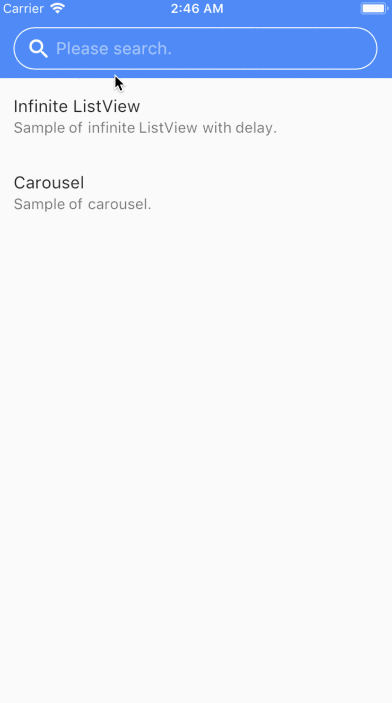 Carrier 2:46 AM
Please search.
Infinite ListView
Sample of infinite ListView with delay.
Carousel
Sample of carousel.